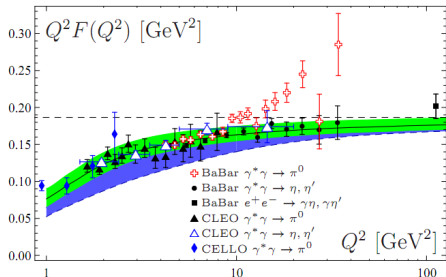 Q²F(Q²) [GeV²]
0.30
0.25
0.20
0.15
0.10
0.05
0.00
BaBar γ*γ → π⁰
BaBar γ*γ → η, η′
BaBar e⁺e⁻ → γη, γη′
CLEO γ*γ → π⁰
CLEO γ*γ → η, η′
CELLO γ*γ → π⁰
Q² [GeV²]
1 10 100